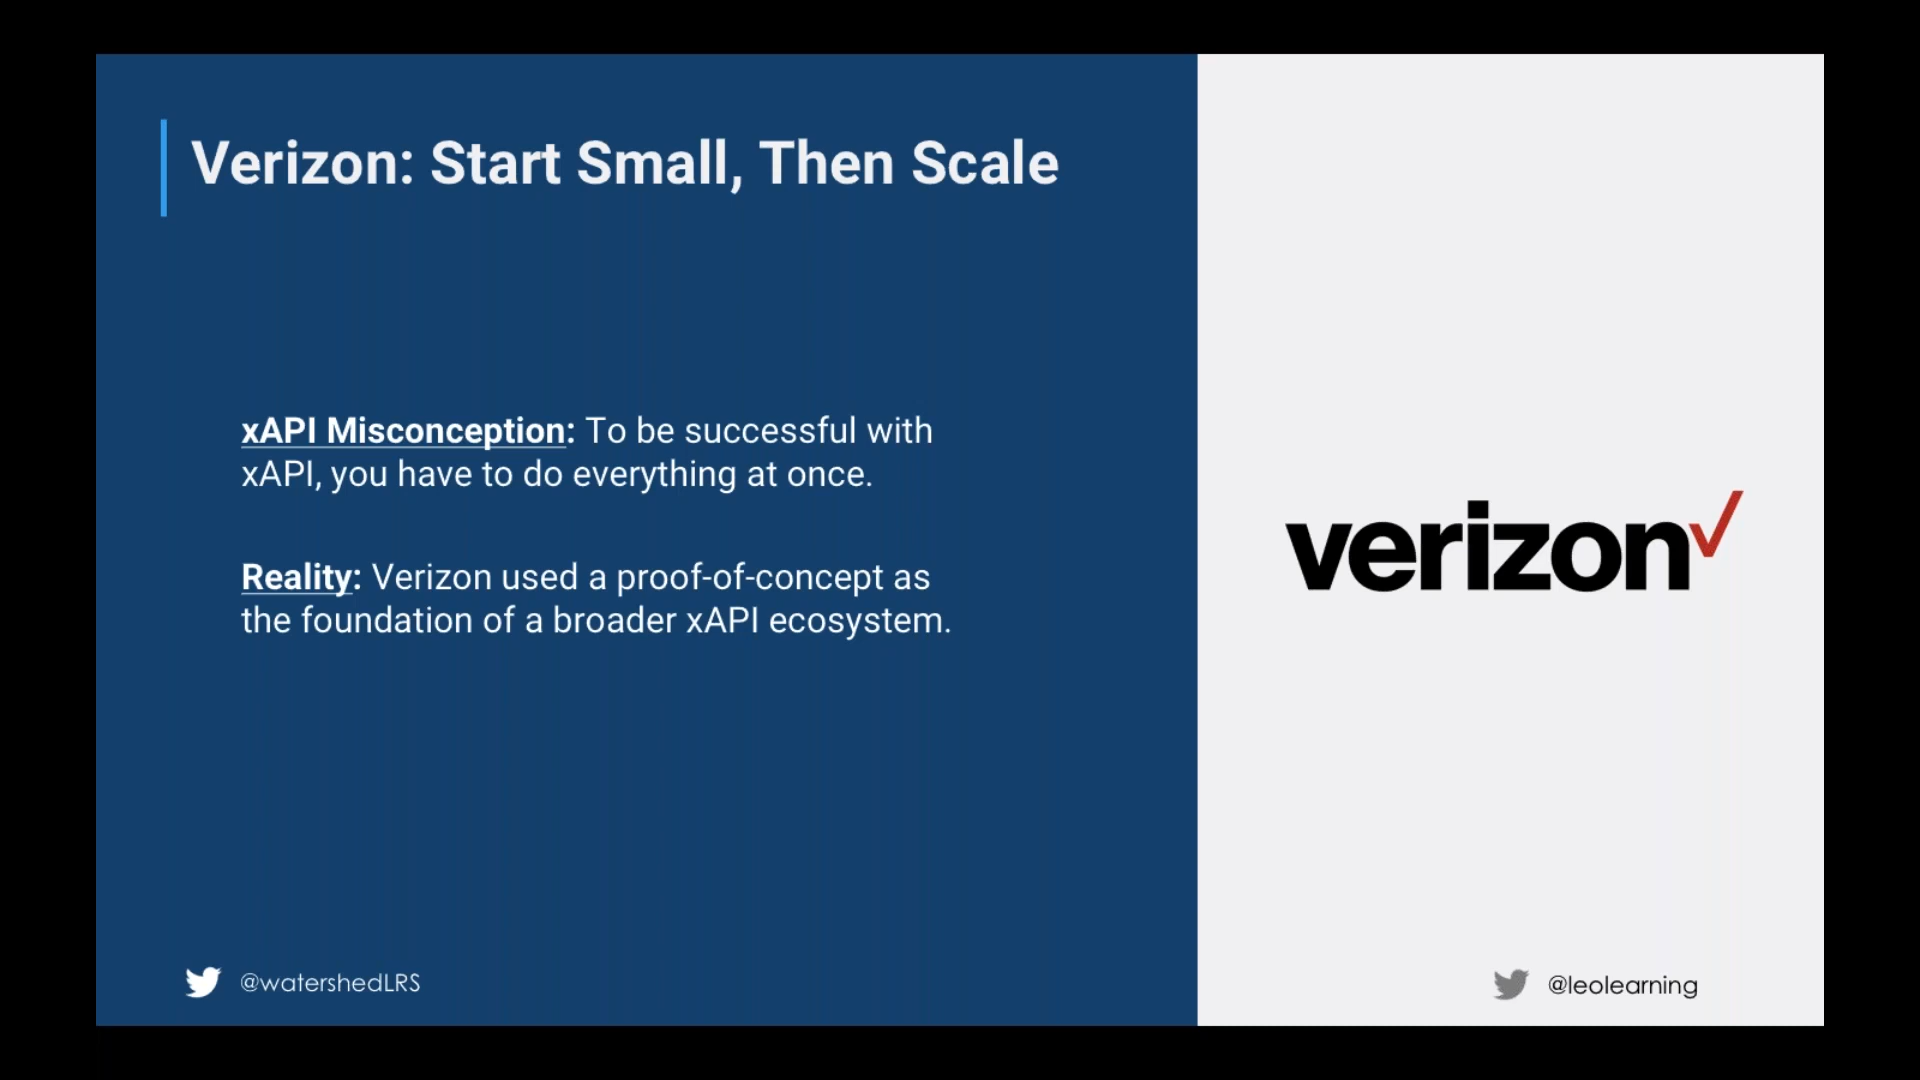 Verizon: Start Small, Then Scale
xAPI Misconception: To be successful with
xAPI, you have to do everything at once.
Reality: Verizon used a proof-of-concept as
the foundation of a broader xAPI ecosystem.
verizon
@watershedLRS
@leolearning